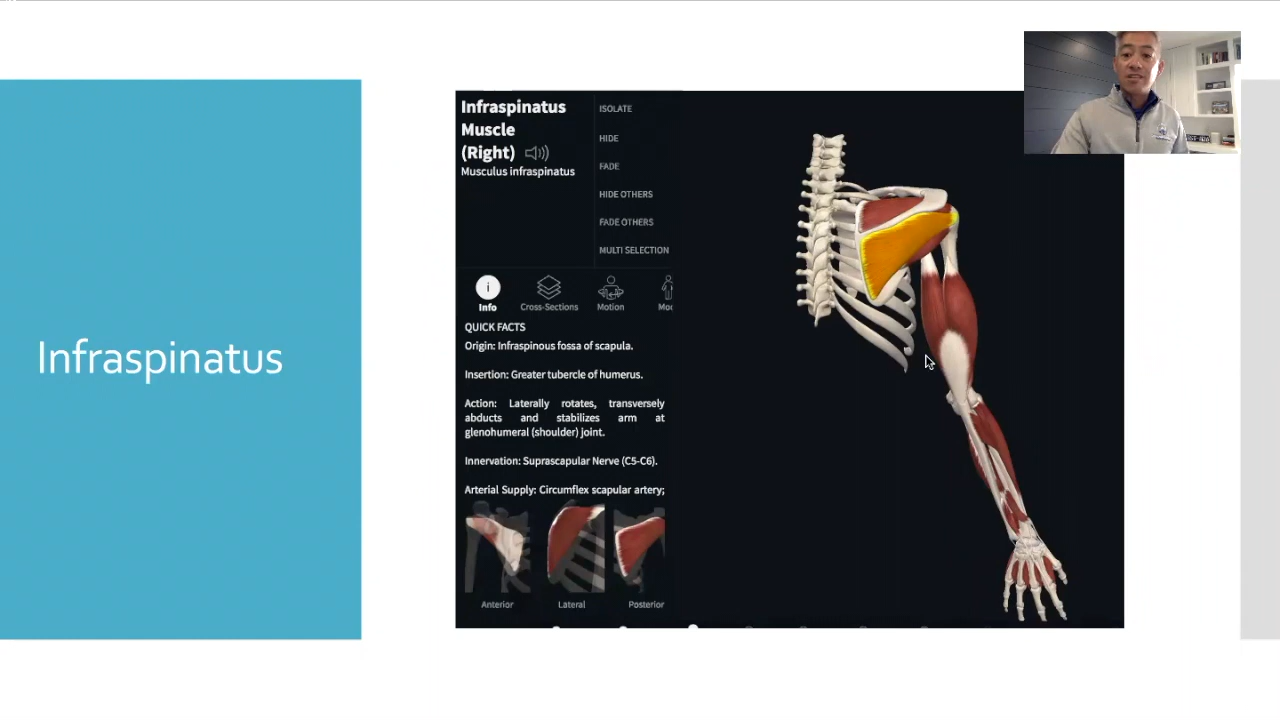 Infraspinatus
Infraspinatus
Muscle
(Right)
Musculus infraspinatus
ISOLATE
HIDE
FADE
HIDE OTHERS
FADE OTHERS
MULTI SELECTION
Info
Cross-Sections
Motion
QUICK FACTS
Origin: Infraspinous fossa of scapula.
Insertion: Greater tubercle of humerus.
Action: Laterally rotates, transversely
abducts and stabilizes arm at
glenohumeral (shoulder) joint.
Innervation: Suprascapular Nerve (C5-C6).
Arterial Supply: Circumflex scapular artery;
Anterior
Lateral
Posterior